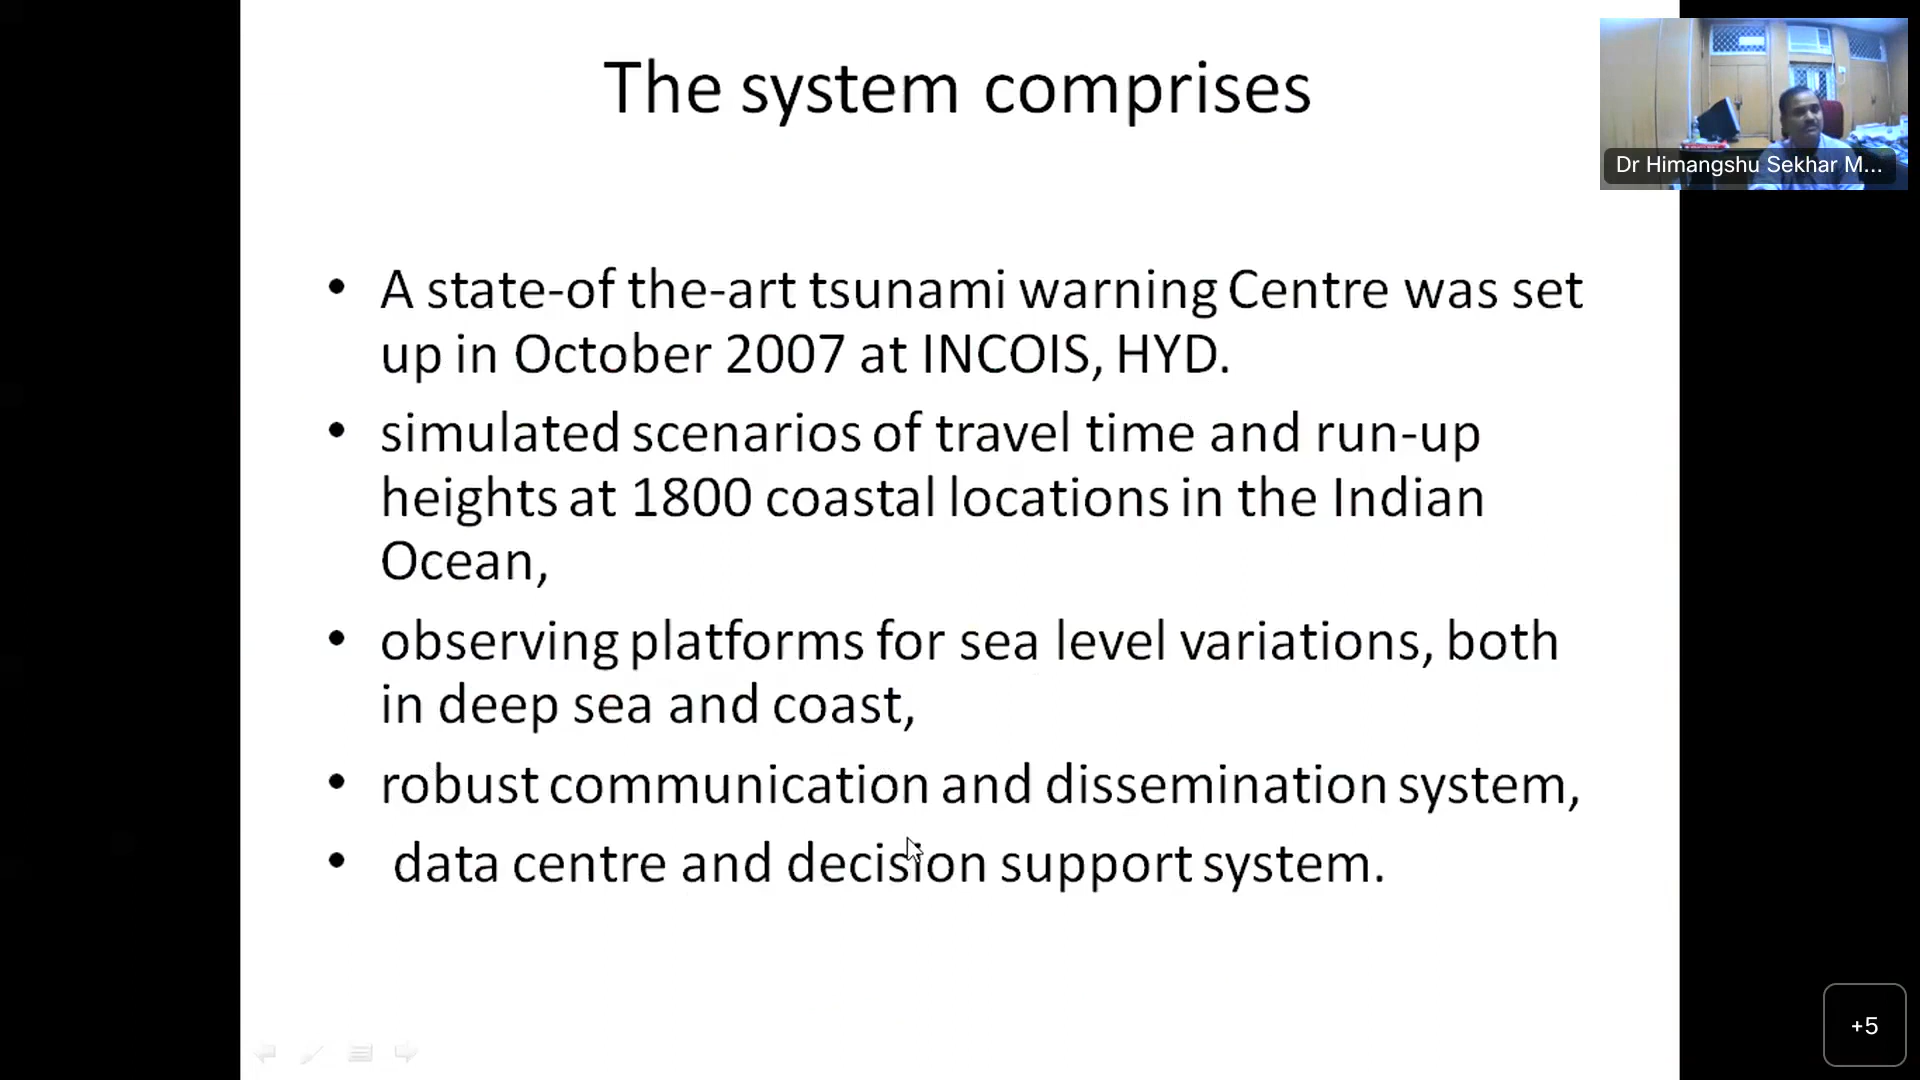 The system comprises
Dr Himangshu Sekhar M...
• A state-of the-art tsunami warning Centre was set
up in October 2007 at INCOIS, HYD.
• simulated scenarios of travel time and run-up
heights at 1800 coastal locations in the Indian
Ocean,
• observing platforms for sea level variations, both
in deep sea and coast,
• robust communication and dissemination system,
• data centre and decision support system.
+5